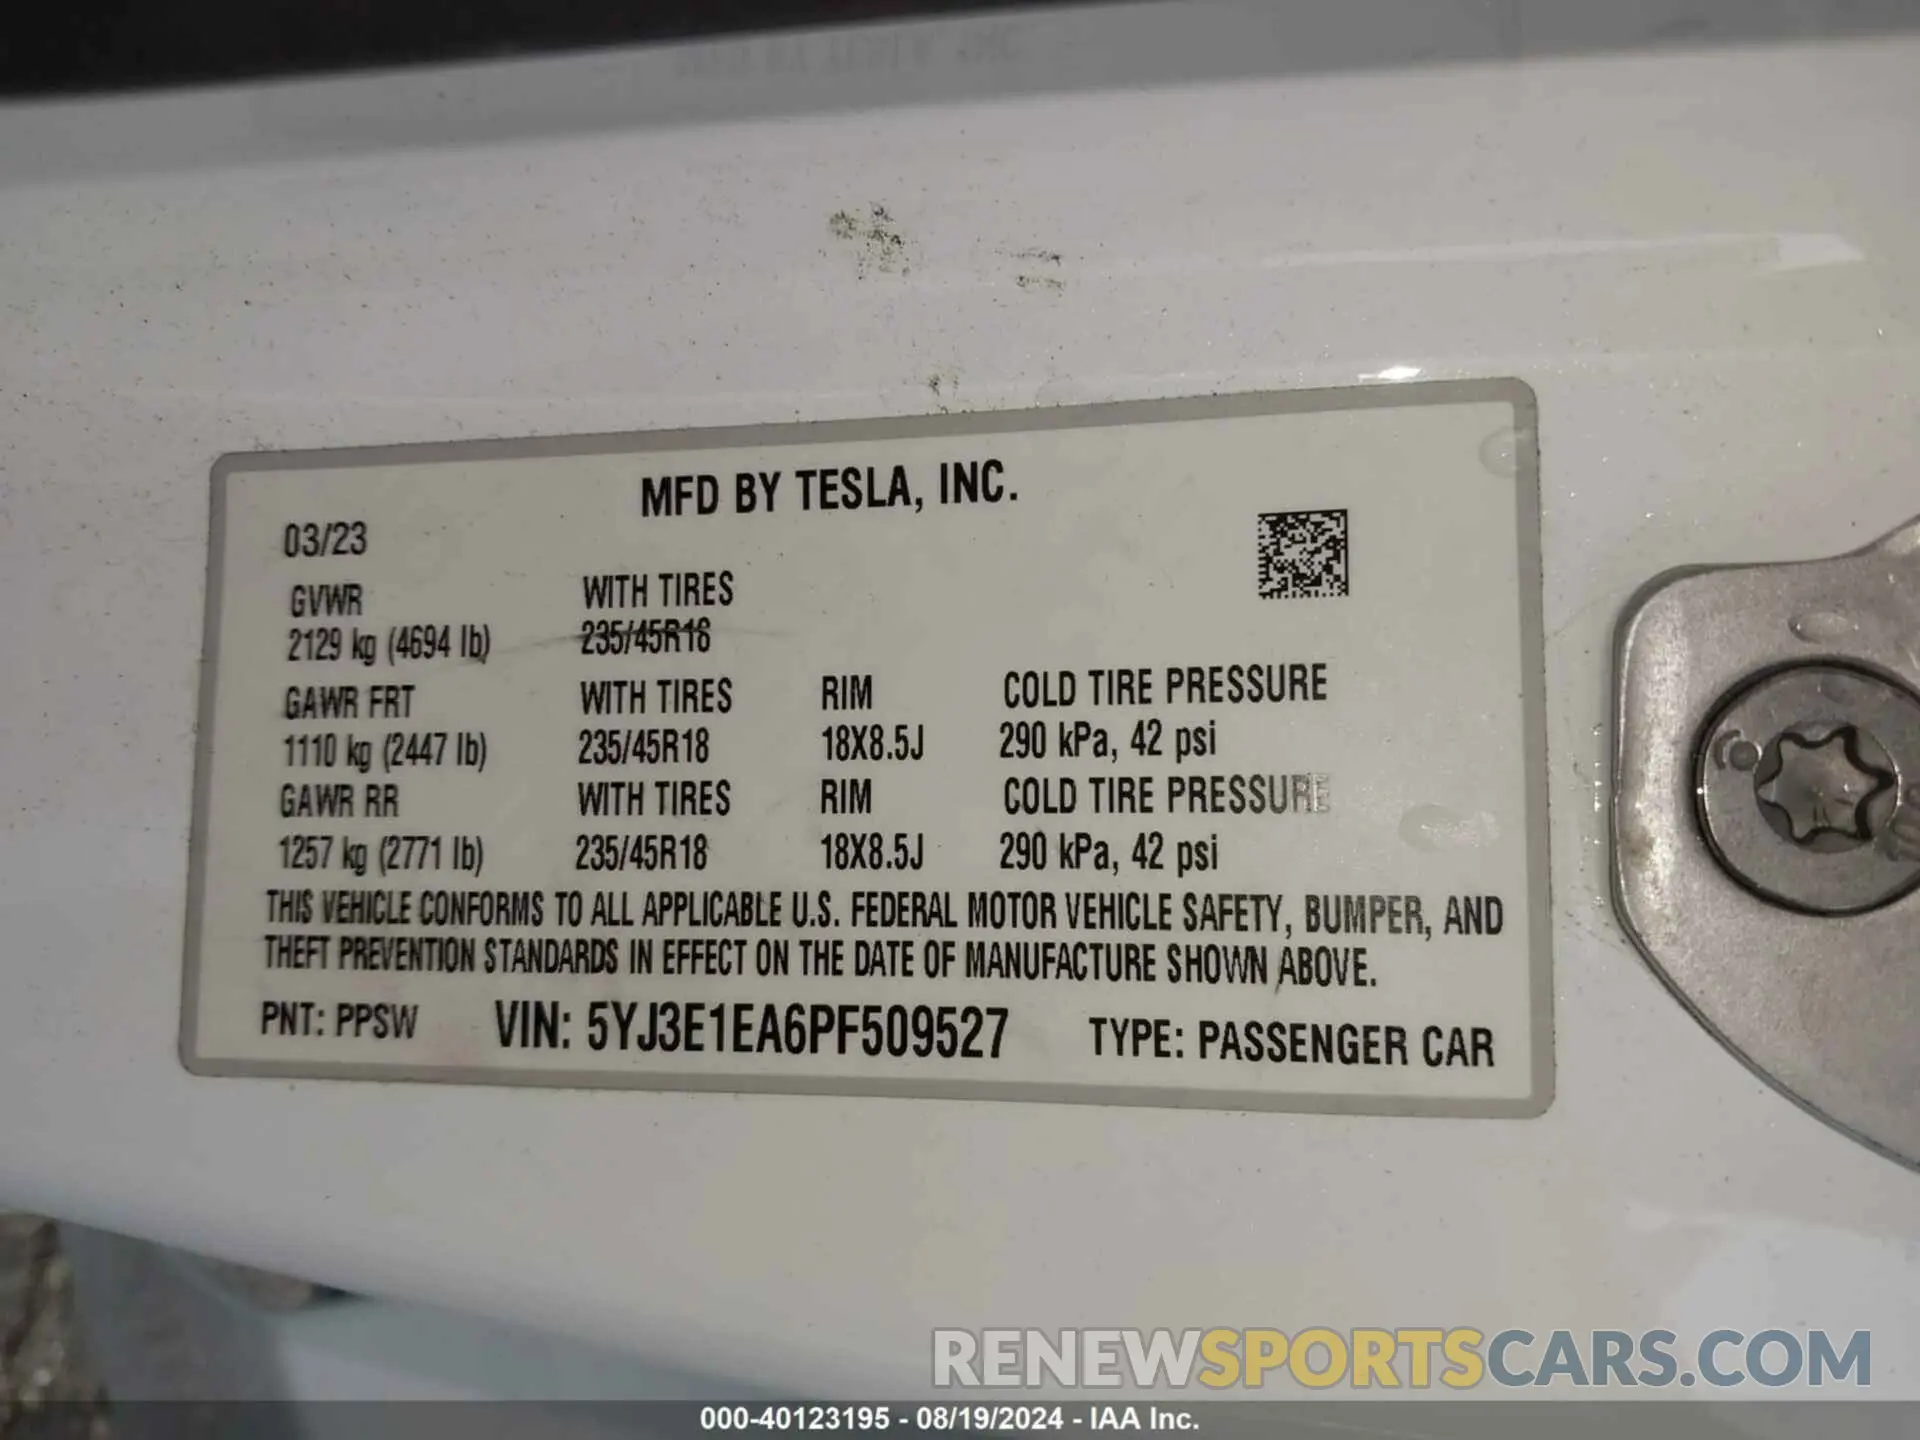 MFD BY TESLA, INC.
03/23
GVWR WITH TIRES
2129 kg (4694 lb) 235/45R18
GAWR FRT WITH TIRES RIM COLD TIRE PRESSURE
1110 kg (2447 lb) 235/45R18 18X8.5J 290 kPa, 42 psi
GAWR RR WITH TIRES RIM COLD TIRE PRESSURE
1257 kg (2771 lb) 235/45R18 18X8.5J 290 kPa, 42 psi
THIS VEHICLE CONFORMS TO ALL APPLICABLE U.S. FEDERAL MOTOR VEHICLE SAFETY, BUMPER, AND
THEFT PREVENTION STANDARDS IN EFFECT ON THE DATE OF MANUFACTURE SHOWN ABOVE.
PNT: PPSW VIN: 5YJ3E1EA6PF509527 TYPE: PASSENGER CAR
RENEWSPORTSCARS.COM
000-40123195 - 08/19/2024 - IAA Inc.